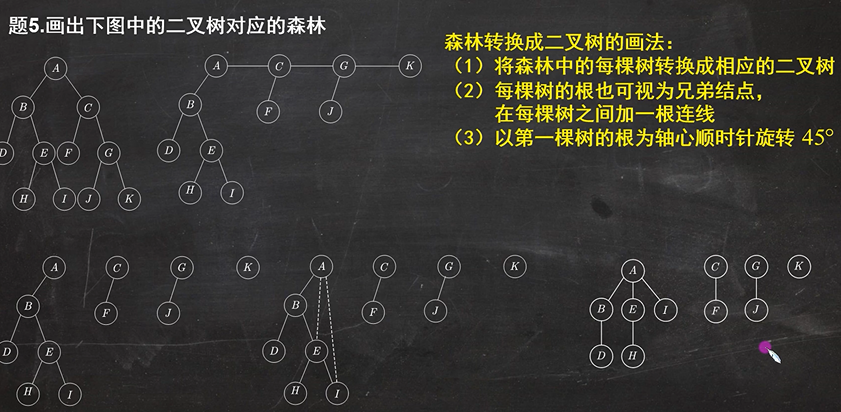 题5.画出下图中的二叉树对应的森林
森林转换成二叉树的画法：
（1）将森林中的每棵树转换成相应的二叉树
（2）每棵树的根也可视为兄弟结点，
在每棵树之间加一根连线
（3）以第一棵树的根为轴心顺时针旋转 45°
A
B C
D E F G
H I J K
A C G K
B F J
D E
H I
A C G K
B F J
D E
H I
A C G K
B F J
D E
H I
A C G K
B E I F J
D H